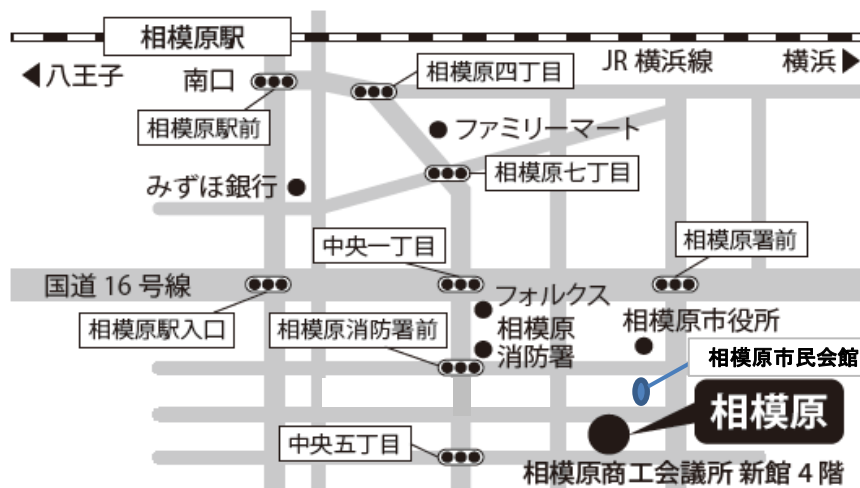 相模原駅
◀八王子
南口
相模原四丁目
JR 横浜線
横浜▶
相模原駅前
ファミリーマート
みずほ銀行
相模原七丁目
中央一丁目
相模原署前
国道 16 号線
フォルクス
相模原駅入口
相模原消防署前
相模原
消防署
相模原市役所
相模原市民会館
相模原
中央五丁目
相模原商工会議所 新館 4 階